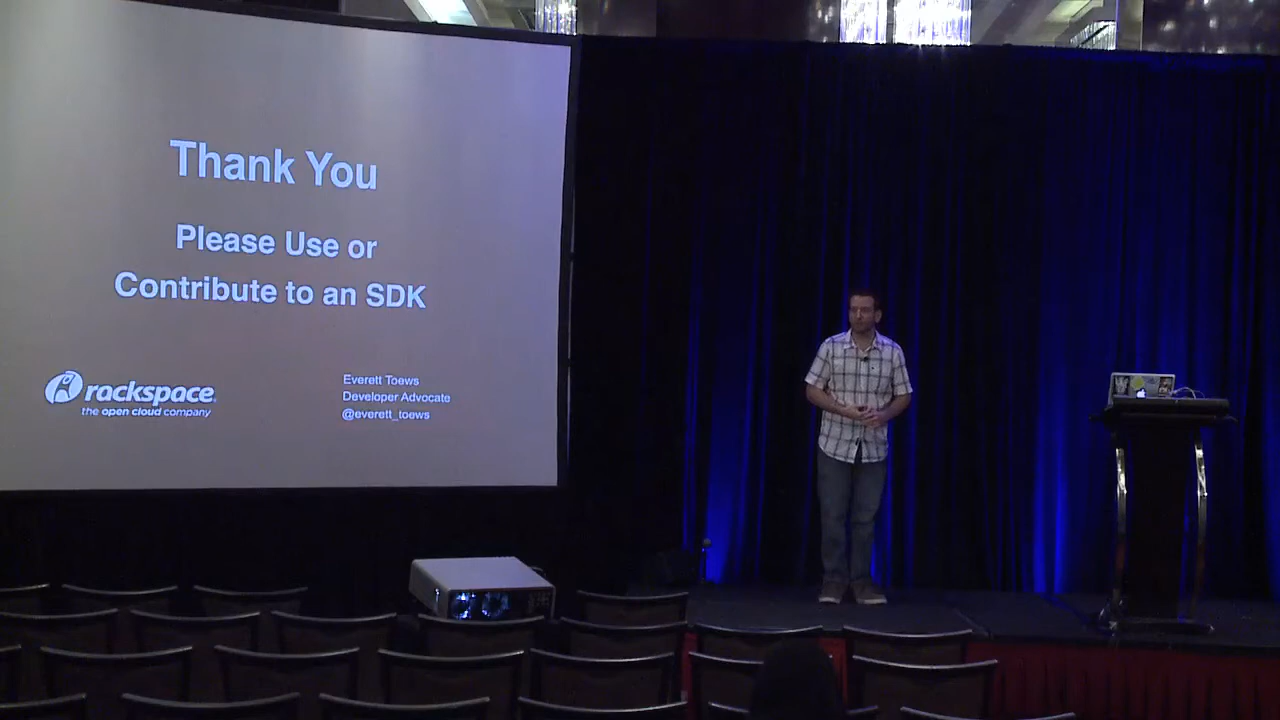 Thank You
Please Use or
Contribute to an SDK
rackspace
the open cloud company
Everett Toews
Developer Advocate
@everett_toews